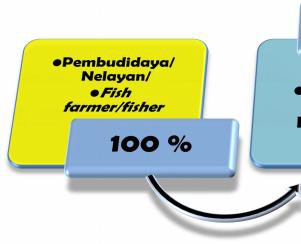 ●Pembudidaya/
Nelayan/
●Fish
farmer/fisher
100 %